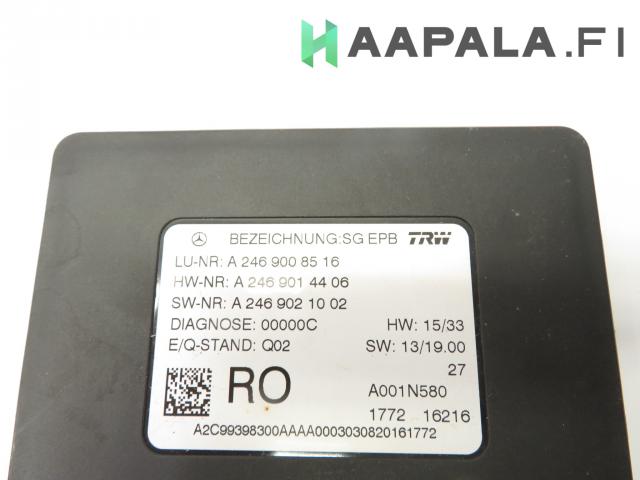 HAAPALA.FI
BEZEICHNUNG:SG EPB TRW
LU-NR: A 246 900 85 16
HW-NR: A 246 901 44 06
SW-NR: A 246 902 10 02
DIAGNOSE: 00000C HW: 15/33
E/Q-STAND: Q02 SW: 13/19.00
27
RO A001N580
1772 16216
A2C99398300AAAA0003030820161772